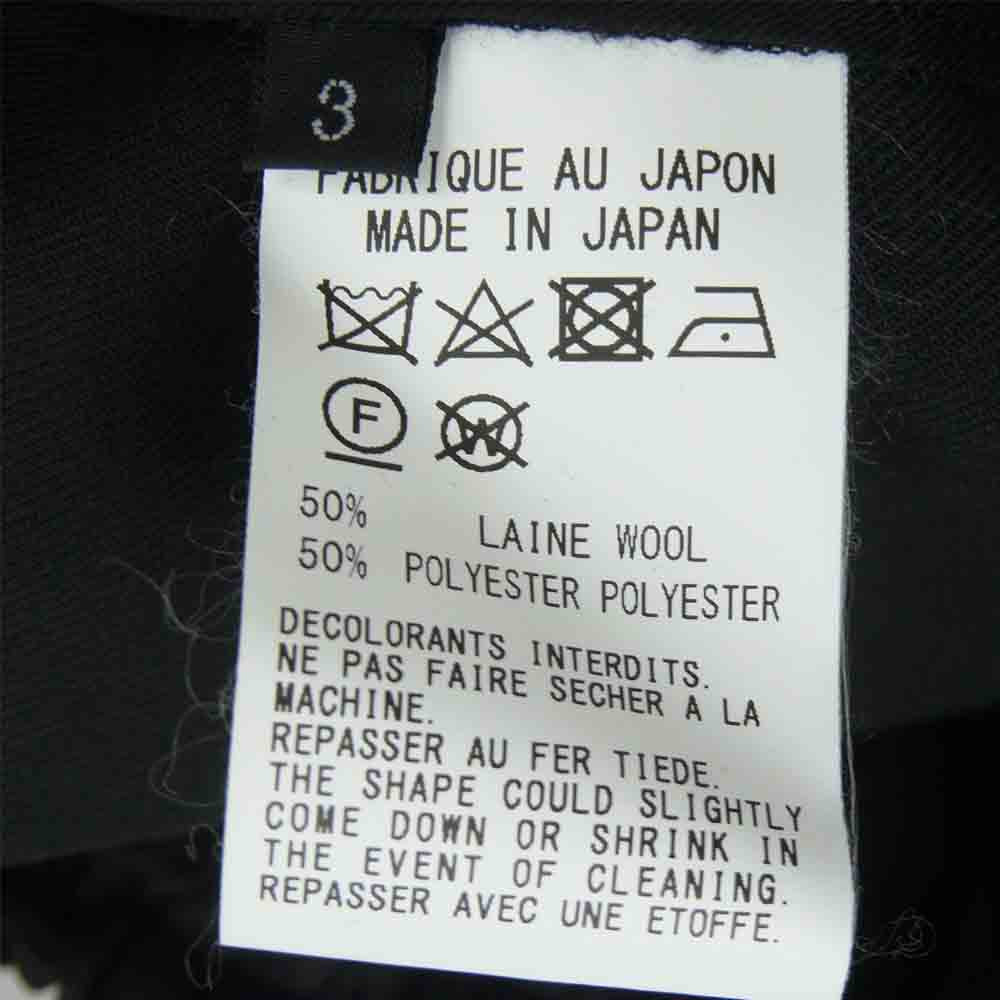 3
FABRIQUE AU JAPON
MADE IN JAPAN
F W
50% LAINE WOOL
50% POLYESTER POLYESTER
DECOLORANTS INTERDITS.
NE PAS FAIRE SECHER A LA
MACHINE.
REPASSER AU FER TIEDE.
THE SHAPE COULD SLIGHTLY
COME DOWN OR SHRINK IN
THE EVENT OF CLEANING.
REPASSER AVEC UNE ETOFFE.